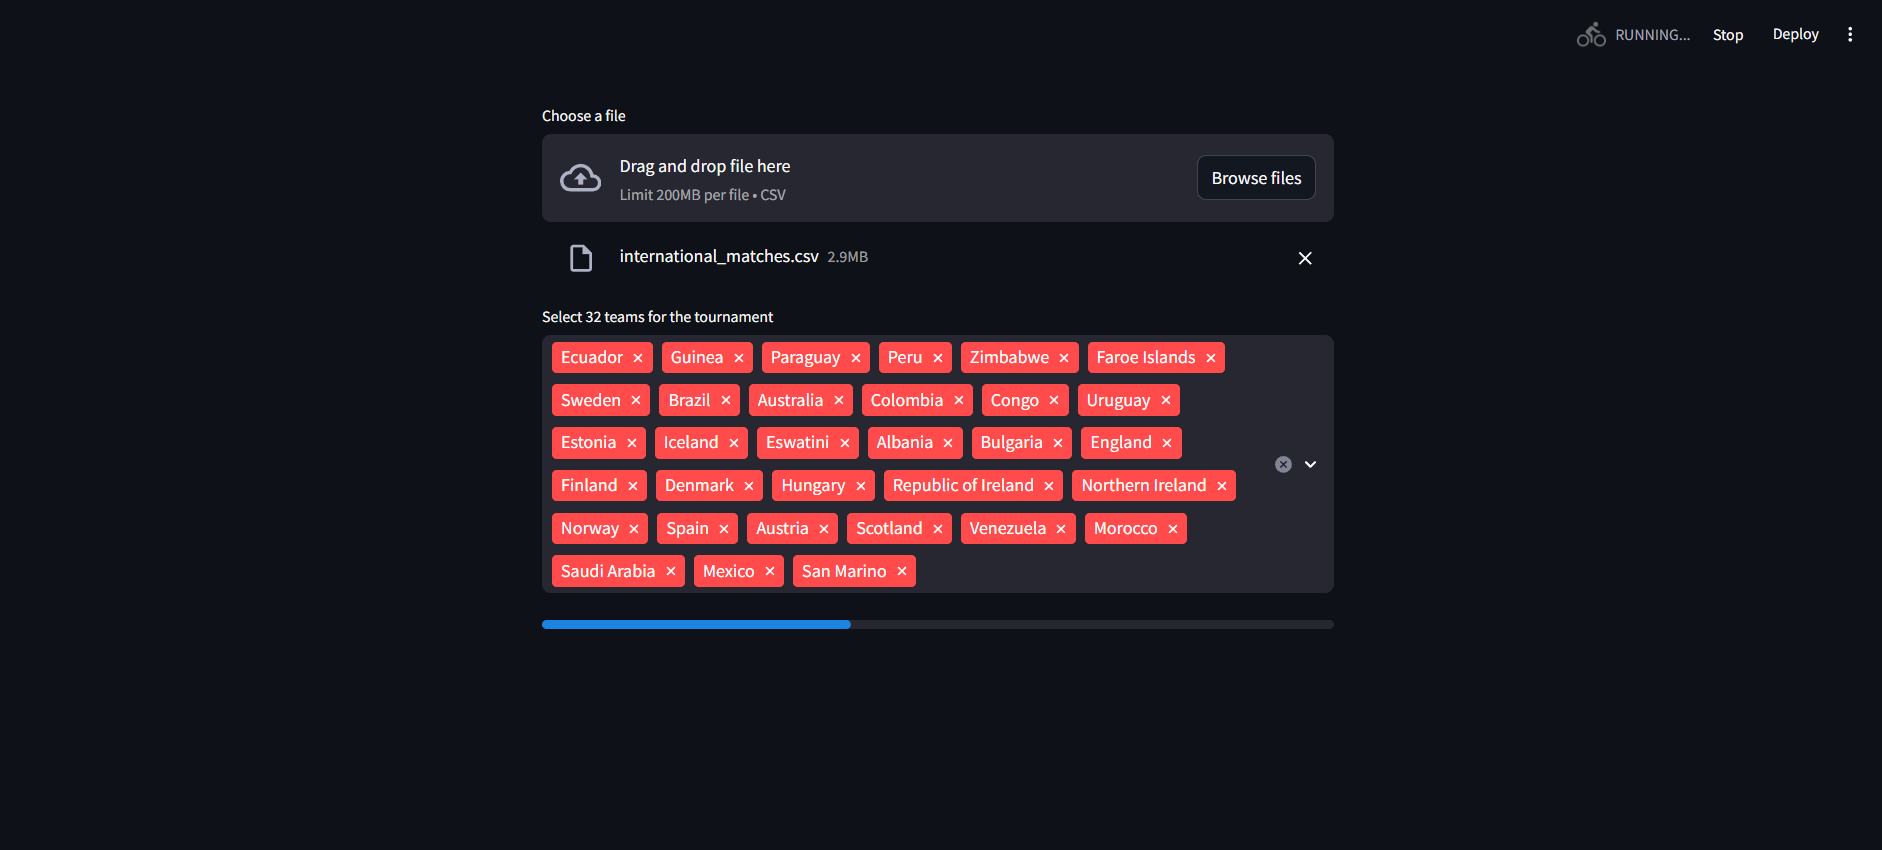 RUNNING... Stop Deploy
Choose a file
Drag and drop file here
Limit 200MB per file • CSV
Browse files
international_matches.csv 2.9MB
Select 32 teams for the tournament
Ecuador Guinea Paraguay Peru Zimbabwe Faroe Islands
Sweden Brazil Australia Colombia Congo Uruguay
Estonia Iceland Eswatini Albania Bulgaria England
Finland Denmark Hungary Republic of Ireland Northern Ireland
Norway Spain Austria Scotland Venezuela Morocco
Saudi Arabia Mexico San Marino